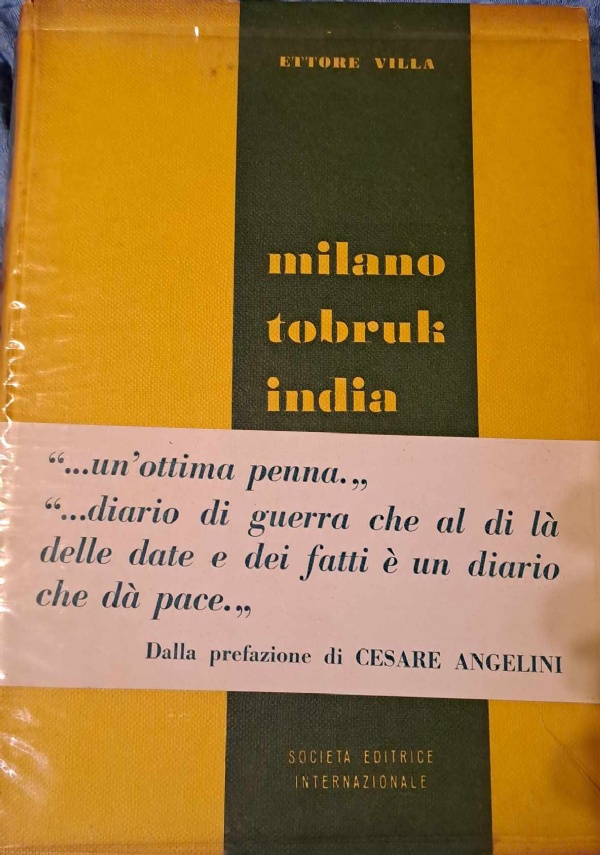 ETTORE VILLA
milano
tobruk
india
“...un’ottima penna.„
“...diario di guerra che al di là
delle date e dei fatti è un diario
che dà pace.„
Dalla prefazione di CESARE ANGELINI
SOCIETA EDITRICE
INTERNAZIONALE